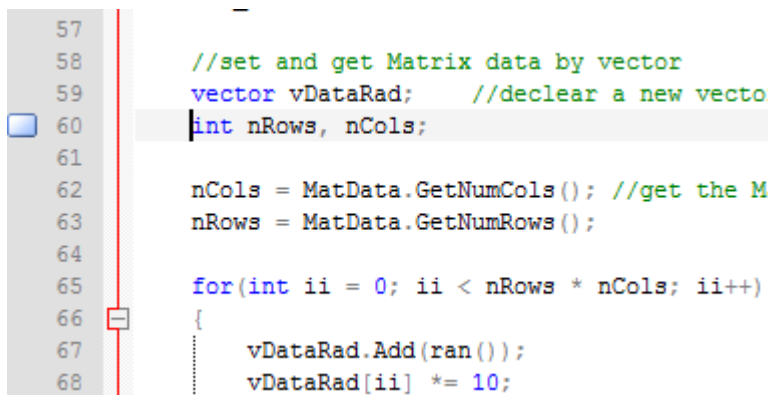 57
58 //set and get Matrix data by vector
59 vector vDataRad; //declear a new vecto
60 int nRows, nCols;
61
62 nCols = MatData.GetNumCols(); //get the M
63 nRows = MatData.GetNumRows();
64
65 for(int ii = 0; ii < nRows * nCols; ii++)
66 {
67 vDataRad.Add(ran());
68 vDataRad[ii] *= 10;